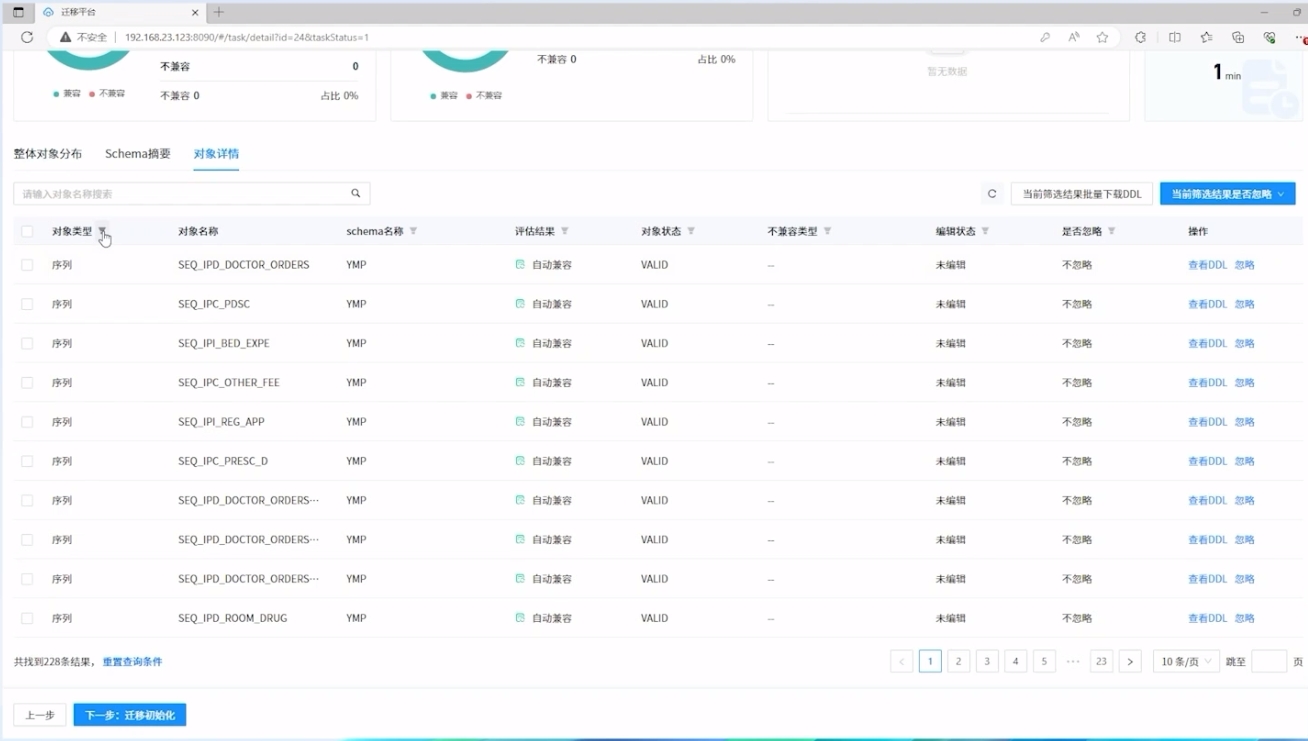 迁移平台
不安全 192.168.23.123:8090/#/task/detail?id=24&taskStatus=1
兼容 不兼容
不兼容 0
不兼容 0 占比 0%
不兼容 0 占比 0%
兼容 不兼容
暂无数据
1 min
整体对象分布 Schema摘要 对象详情
请输入对象名称搜索 当前筛选结果批量下载DDL 当前筛选结果是否忽略
对象类型 对象名称 schema名称 评估结果 对象状态 不兼容类型 编辑状态 是否忽略 操作
序列 SEQ_IPD_DOCTOR_ORDERS YMP 自动兼容 VALID -- 未编辑 不忽略 查看DDL 忽略
序列 SEQ_IPC_PDSC YMP 自动兼容 VALID -- 未编辑 不忽略 查看DDL 忽略
序列 SEQ_IPI_BED_EXPE YMP 自动兼容 VALID -- 未编辑 不忽略 查看DDL 忽略
序列 SEQ_IPC_OTHER_FEE YMP 自动兼容 VALID -- 未编辑 不忽略 查看DDL 忽略
序列 SEQ_IPI_REG_APP YMP 自动兼容 VALID -- 未编辑 不忽略 查看DDL 忽略
序列 SEQ_IPC_PRESC_D YMP 自动兼容 VALID -- 未编辑 不忽略 查看DDL 忽略
序列 SEQ_IPD_DOCTOR_ORDERS··· YMP 自动兼容 VALID -- 未编辑 不忽略 查看DDL 忽略
序列 SEQ_IPD_DOCTOR_ORDERS··· YMP 自动兼容 VALID -- 未编辑 不忽略 查看DDL 忽略
序列 SEQ_IPD_DOCTOR_ORDERS··· YMP 自动兼容 VALID -- 未编辑 不忽略 查看DDL 忽略
序列 SEQ_IPD_ROOM_DRUG YMP 自动兼容 VALID -- 未编辑 不忽略 查看DDL 忽略
共找到228条结果， 重置查询条件 < 1 2 3 4 5 ··· 23 > 10 条/页 跳至 页
上一步 下一步：迁移初始化